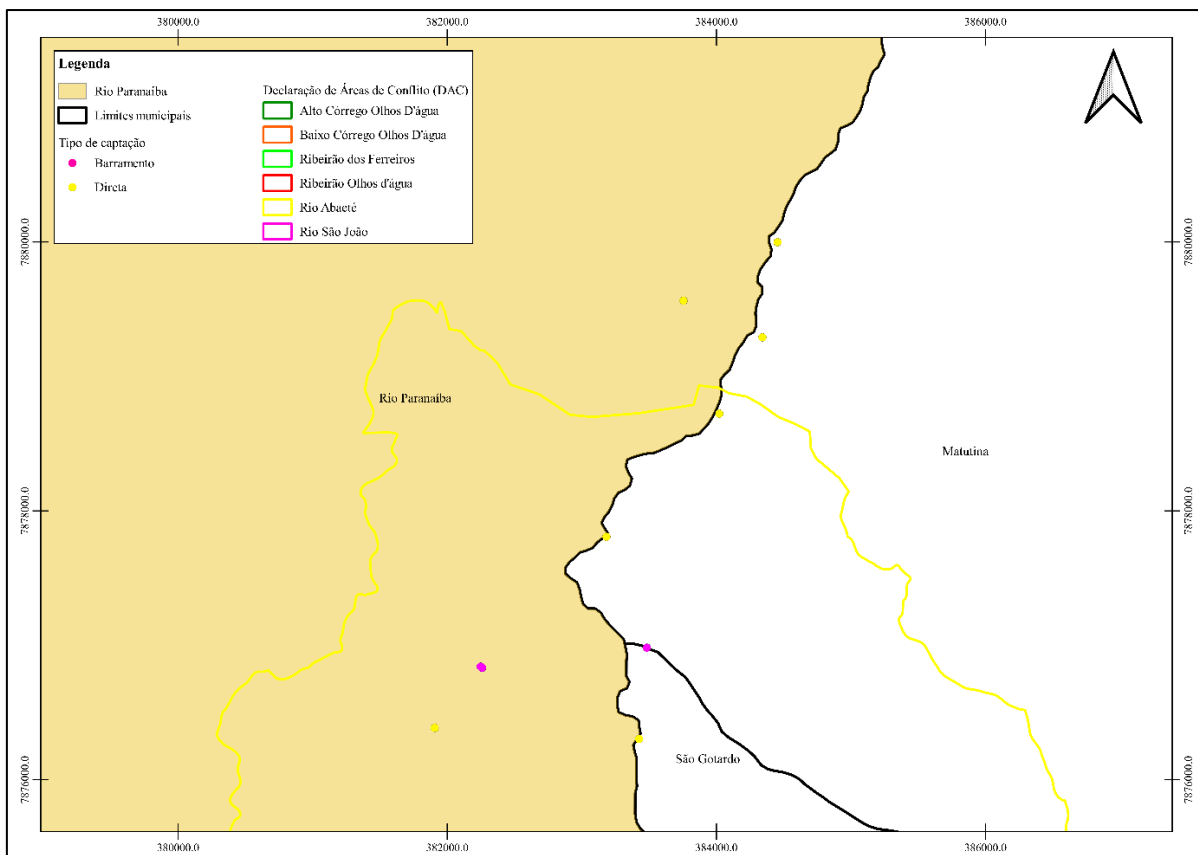 380000.0
382000.0
384000.0
386000.0
Legenda
Rio Paranaíba
Limites municipais
Tipo de captação
Barramento
Direta
Declaração de Áreas de Conflito (DAC)
Alto Córrego Olhos D'água
Baixo Córrego Olhos D'água
Ribeirão dos Ferreiros
Ribeirão Olhos d'água
Rio Abaeté
Rio São João
7880000.0
7880000.0
Rio Paranaíba
Matutina
7878000.0
7878000.0
São Gotardo
7876000.0
7876000.0
380000.0
382000.0
384000.0
386000.0